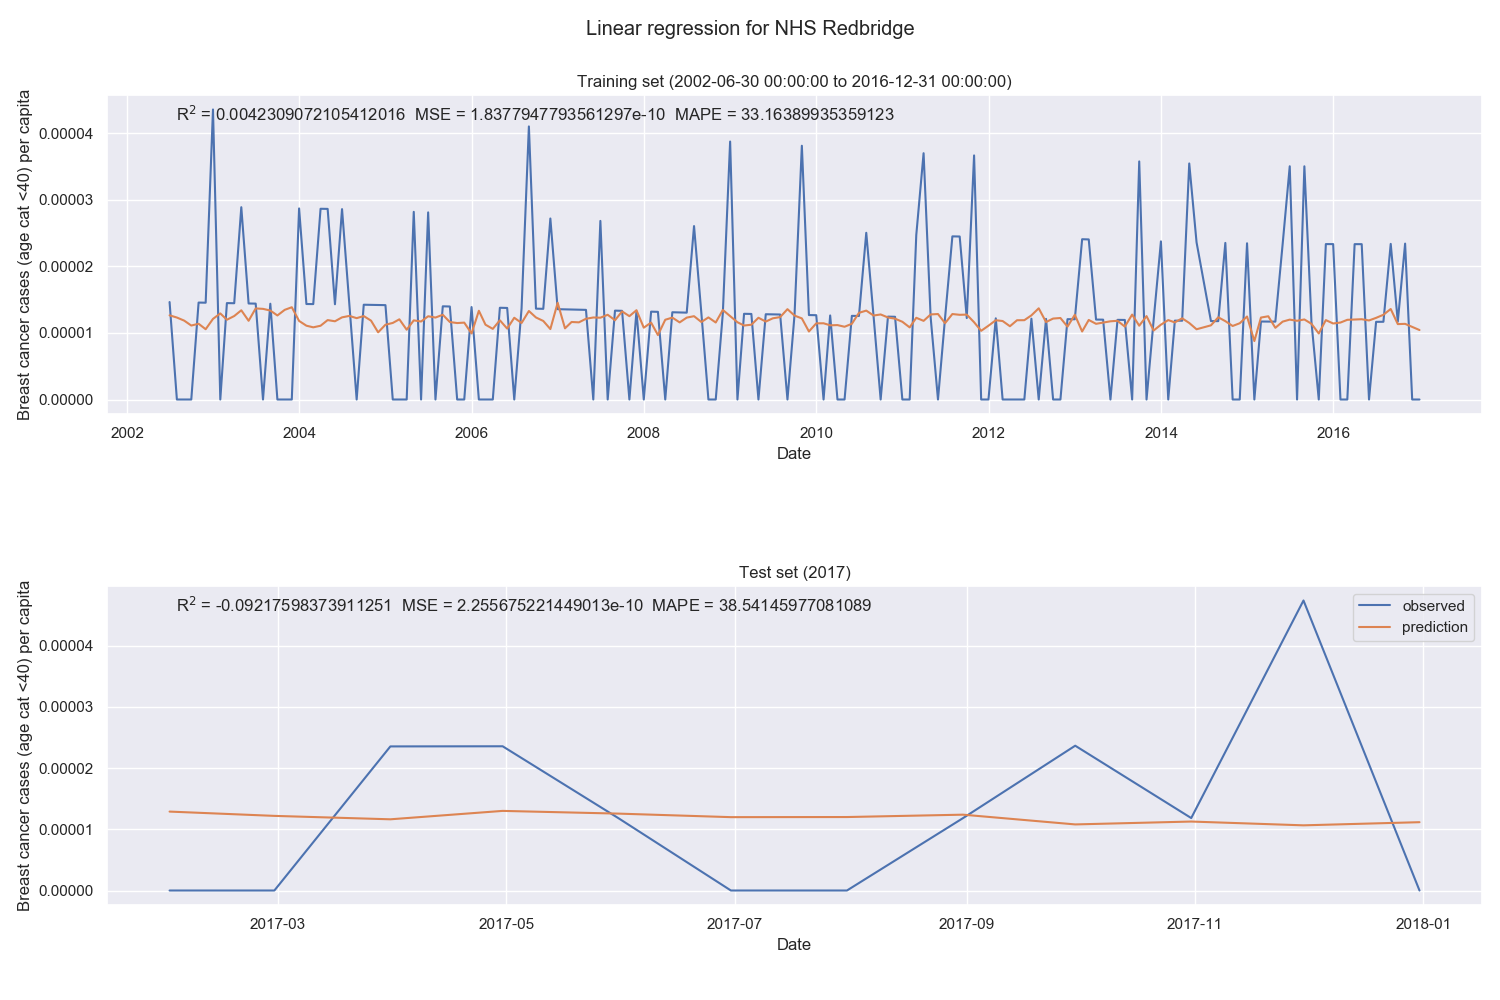 Linear regression for NHS Redbridge
Training set (2002-06-30 00:00:00 to 2016-12-31 00:00:00)
R² = 0.0042309072105412016 MSE = 1.8377947793561297e-10 MAPE = 33.16389935359123
Breast cancer cases (age cat <40) per capita
0.00004
0.00003
0.00002
0.00001
0.00000
2002 2004 2006 2008 2010 2012 2014 2016
Date
Test set (2017)
R² = -0.09217598373911251 MSE = 2.255675221449013e-10 MAPE = 38.54145977081089
observed
prediction
Breast cancer cases (age cat <40) per capita
0.00004
0.00003
0.00002
0.00001
0.00000
2017-03 2017-05 2017-07 2017-09 2017-11 2018-01
Date